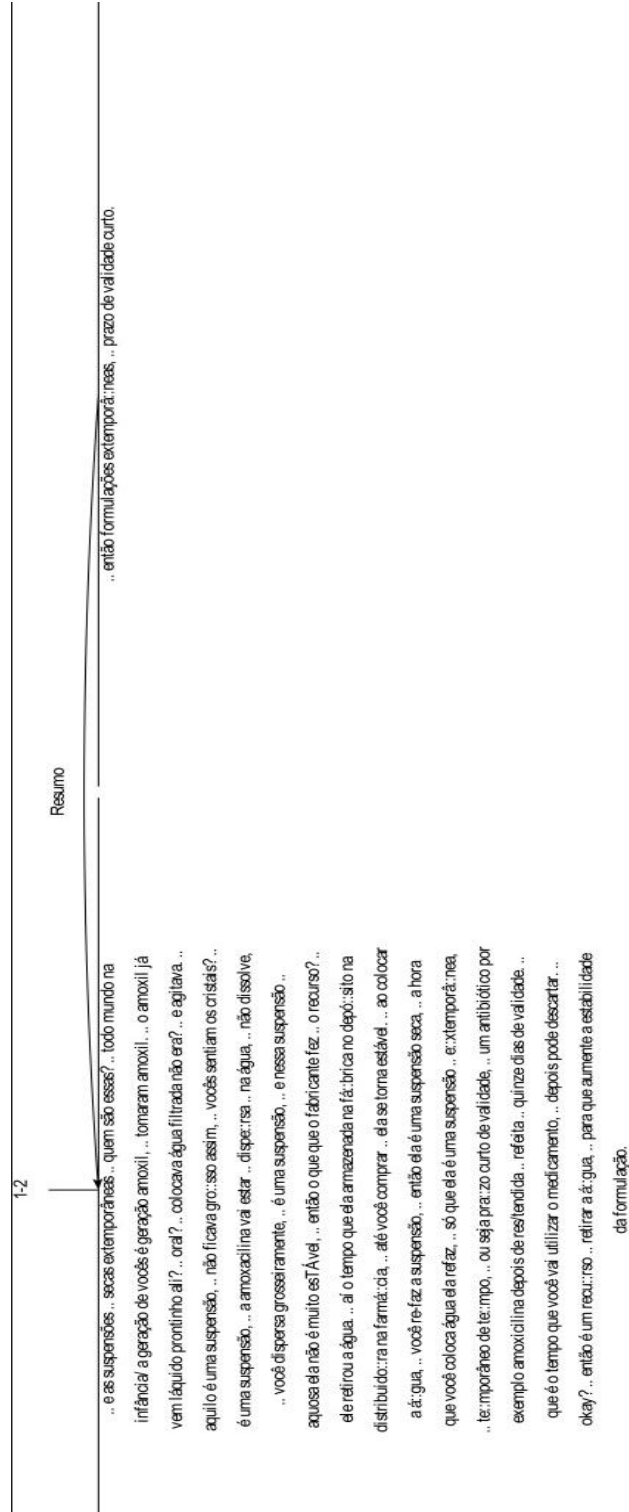 1-2
Resumo
.. e as suspensões .. secas extemporâneas .. quem são essas? .. todo mundo na
infância/ a geração de vocês é geração amoxil, .. tomaram amoxil. .. o amoxil já
vem láquido prontinho ali? .. oral? .. colocava água filtrada não era? .. e agitava. ..
aquilo é uma suspensão, .. não ficava gro:::sso assim, .. vocês sentiam os cristais? ..
é uma suspensão, .. a amoxacilina vai estar .. dispe::rsa .. na água, .. não dissolve,
.. você dispersa grosseiramente, .. é uma suspensão, .. e nessa suspensão ..
aquosa ela não é muito esTÁvel, .. então o que que o fabricante fez .. o recurso? ..
ele retirou a água. .. aí o tempo que ela armazenada na fá::brica no depó::sito na
distribuido::ra na farmá::cia, .. até você comprar .. ela se torna estável. .. ao colocar
a á::gua, .. você re-faz a suspensão, .. então ela é uma suspensão seca, .. a hora
que você coloca água ela refaz, .. só que ela é uma suspensão .. e::xtemporâ::nea,
.. te::mporâneo de te::mpo, .. ou seja pra::zo curto de validade, .. um antibiótico por
exemplo amoxicilina depois de res/tendida .. refeita .. quinze dias de validade. ..
que é o tempo que você vai utilizar o medicamento, .. depois pode descartar. ..
okay? .. então é um recu::rso .. retirar a á::gua, .. para que aumente a estabilidade
da formulação.
.. então formulações extemporâ::neas, .. prazo de validade curto.